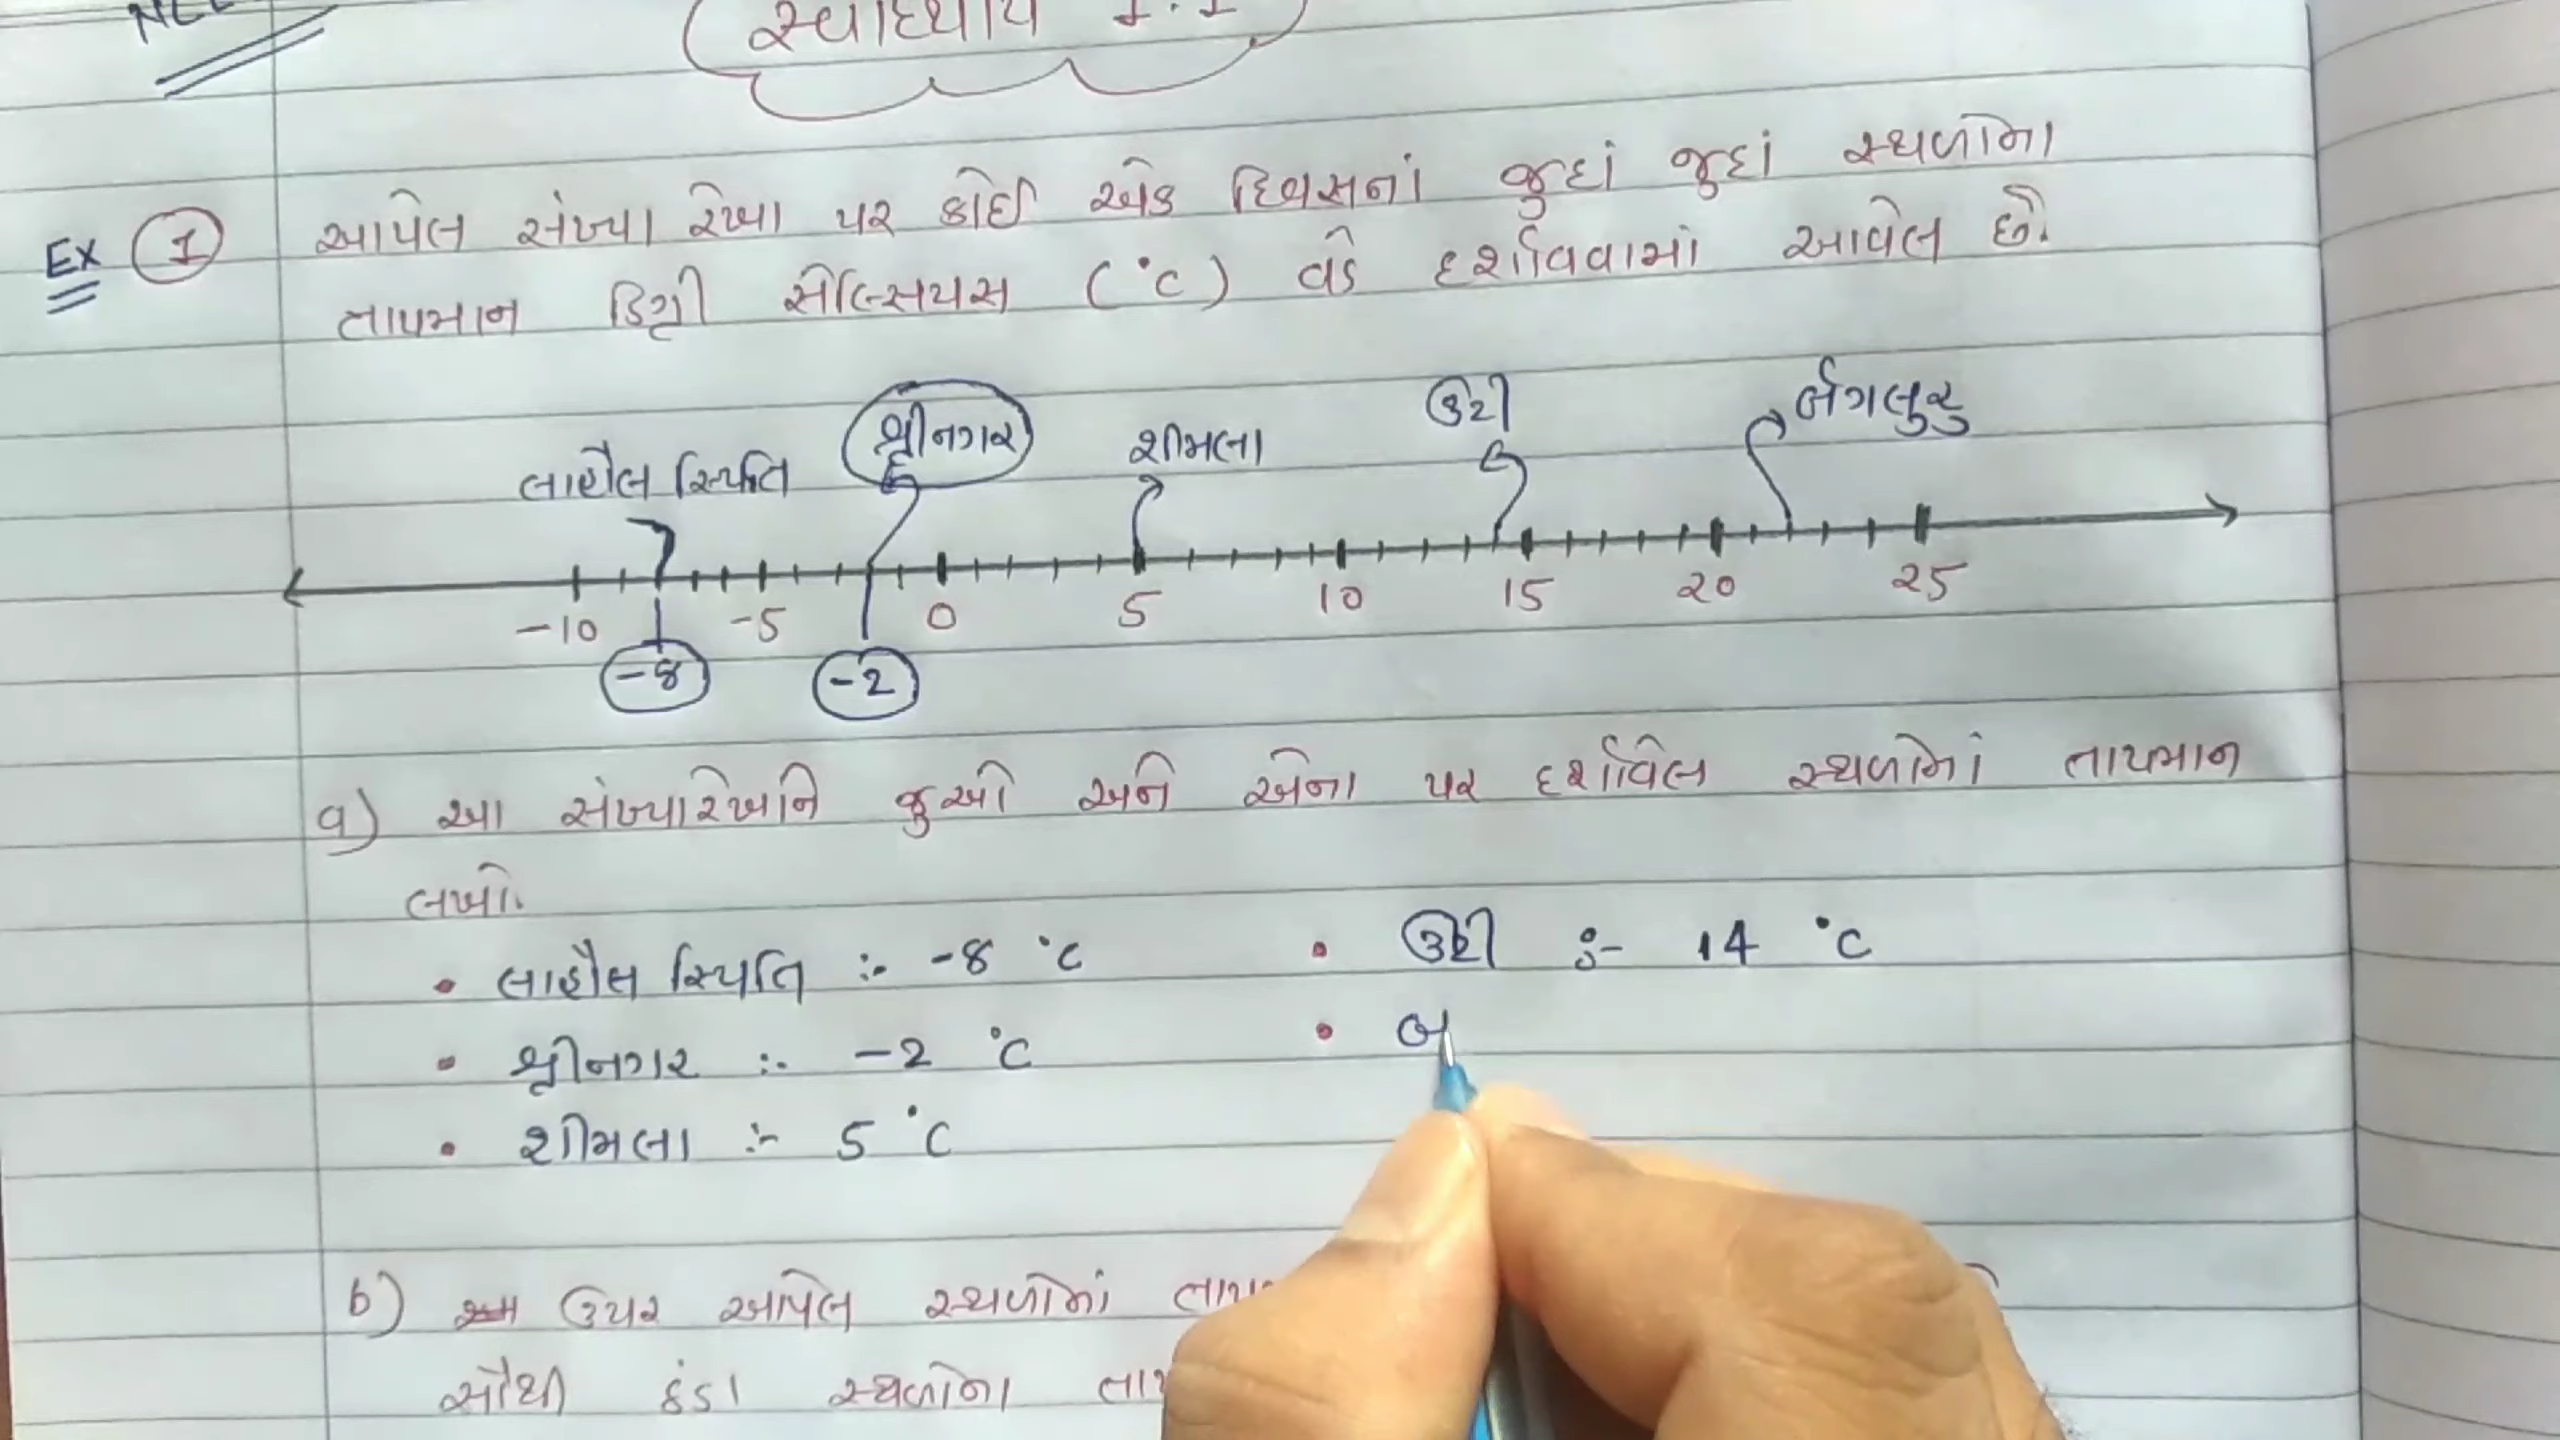 સ્વાધ્યાય 1.1
Ex 1 આપેલ સંખ્યા રેખા પર કોઈ એક દિવસનાં જુદાં જુદાં સ્થળોના
તાપમાન ડિગ્રી સેલ્સિયસ (°C) વડે દર્શાવવામાં આવેલ છે.
લાહૌલ સ્પિતિ શ્રીનગર શીમલા ઉટી બેંગલુરુ
-10 -5 0 5 10 15 20 25
-8 -2
a) આ સંખ્યારેખાને જુઓ અને એના પર દર્શાવેલ સ્થળોમાં તાપમાન
લખો.
• લાહૌલ સ્પિતિ :- -8 °C • ઉટી :- 14 °C
• શ્રીનગર :- -2 °C • બ
• શીમલા :- 5 °C
b) ઉપર આપેલ સ્થળોમાં
સૌથી ઠંડા સ્થળોના